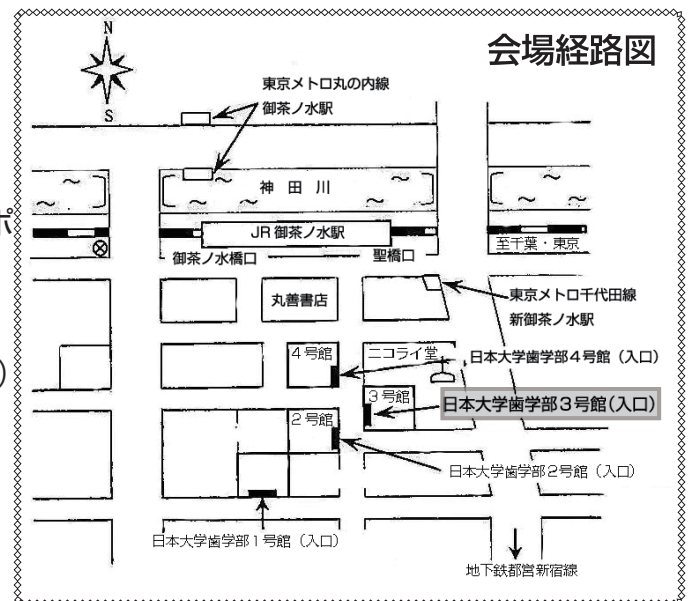 会場経路図
N
S
東京メトロ丸の内線
御茶ノ水駅
神田川
ポ
JR御茶ノ水駅
至千葉・東京
御茶ノ水橋口
聖橋口
丸善書店
東京メトロ千代田線
新御茶ノ水駅
4号館
ニコライ堂
日本大学歯学部4号館(入口)
)
3号館
日本大学歯学部3号館(入口)
2号館
日本大学歯学部2号館(入口)
日本大学歯学部1号館(入口)
地下鉄都営新宿線